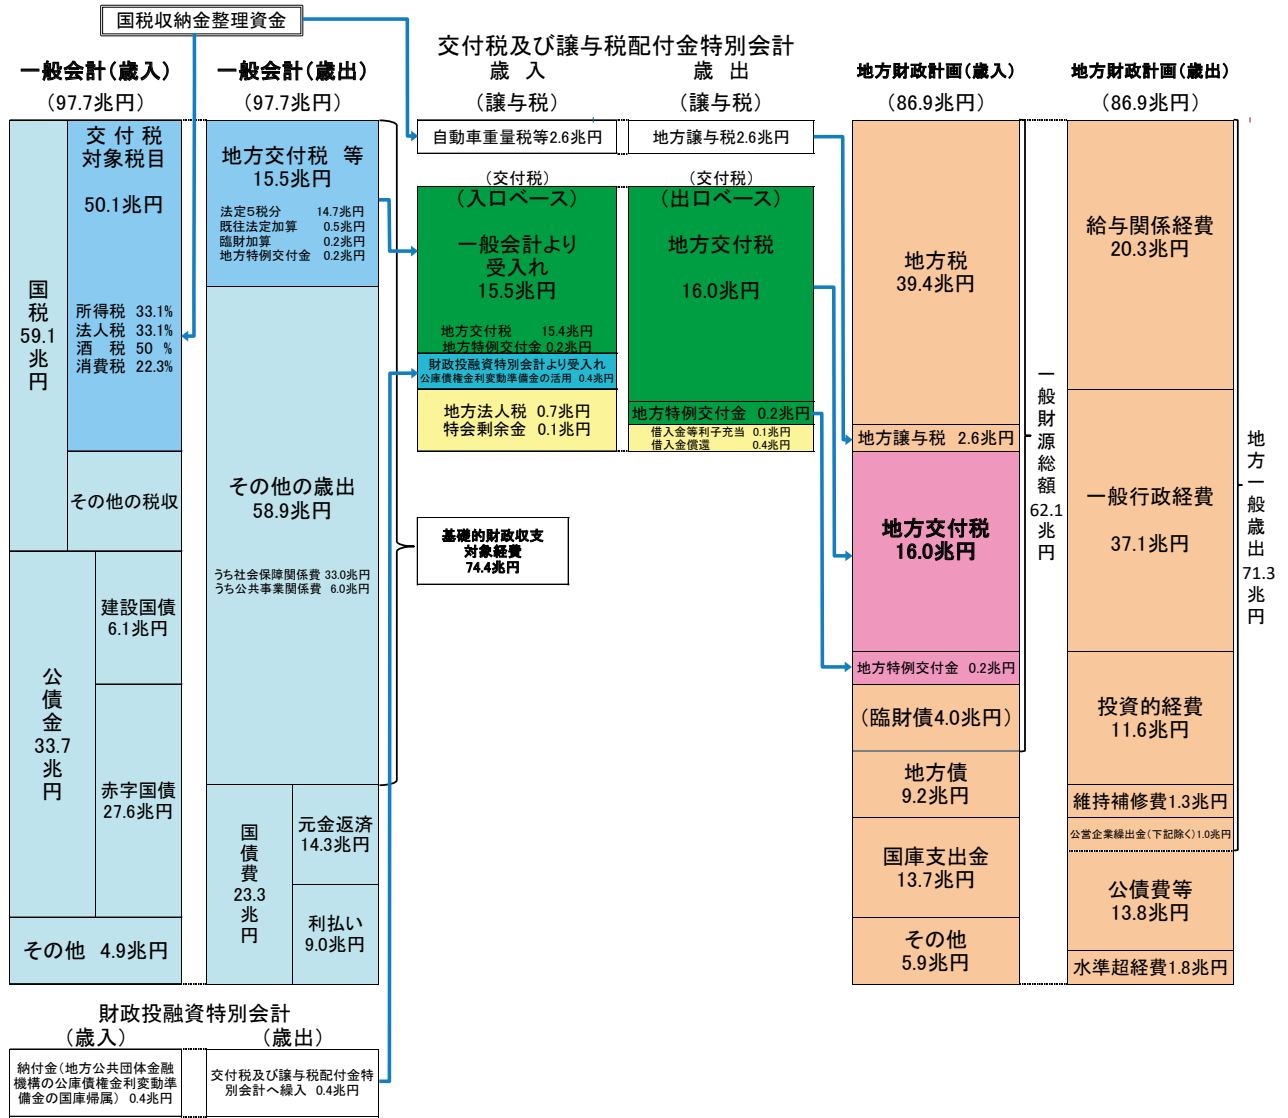 国税収納金整理資金
交付税及び譲与税配付金特別会計
一般会計（歳入）
（97.7兆円）
国税
59.1
兆円
交 付 税
対象税目
50.1兆円
所得税 33.1%
法人税 33.1%
酒 税 50 %
消費税 22.3%
その他の税収
公債金
33.7
兆円
建設国債
6.1兆円
赤字国債
27.6兆円
その他 4.9兆円
一般会計（歳出）
（97.7兆円）
地方交付税 等
15.5兆円
法定5税分 14.7兆円
既往法定加算 0.5兆円
臨財加算 0.2兆円
地方特例交付金 0.2兆円
その他の歳出
58.9兆円
うち社会保障関係費 33.0兆円
うち公共事業関係費 6.0兆円
国債費
23.3
兆円
元金返済
14.3兆円
利払い
9.0兆円
基礎的財政収支
対象経費
74.4兆円
歳 入
（譲与税）
自動車重量税等2.6兆円
（交付税）
（入口ベース）
一般会計より
受入れ
15.5兆円
地方交付税 15.4兆円
地方特例交付金 0.2兆円
財政投融資特別会計より受入れ
公庫債権金利変動準備金の活用 0.4兆円
地方法人税 0.7兆円
特会剰余金 0.1兆円
歳 出
（譲与税）
地方譲与税2.6兆円
（交付税）
（出口ベース）
地方交付税
16.0兆円
地方特例交付金 0.2兆円
借入金等利子充当 0.1兆円
借入金償還 0.4兆円
地方財政計画（歳入）
（86.9兆円）
地方税
39.4兆円
地方譲与税 2.6兆円
地方交付税
16.0兆円
地方特例交付金 0.2兆円
（臨財債4.0兆円）
地方債
9.2兆円
国庫支出金
13.7兆円
その他
5.9兆円
一般財源総額
62.1
兆円
地方財政計画（歳出）
（86.9兆円）
給与関係経費
20.3兆円
一般行政経費
37.1兆円
投資的経費
11.6兆円
維持補修費1.3兆円
公営企業繰出金（下記除く）1.0兆円
公債費等
13.8兆円
水準超経費1.8兆円
地方一般歳出
71.3
兆円
財政投融資特別会計
（歳入）
納付金（地方公共団体金融
機構の公庫債権金利変動準
備金の国庫帰属） 0.4兆円
（歳出）
交付税及び譲与税配付金特
別会計へ繰入 0.4兆円